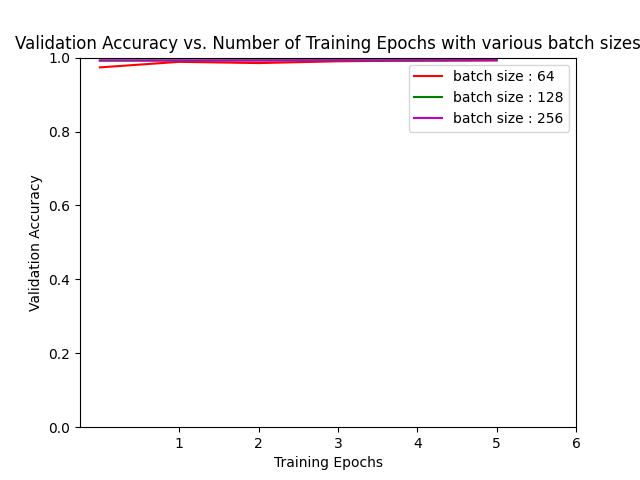 Validation Accuracy vs. Number of Training Epochs with various batch sizes
1.0
0.8
0.6
0.4
0.2
0.0
Validation Accuracy
batch size : 64
batch size : 128
batch size : 256
1 2 3 4 5 6
Training Epochs